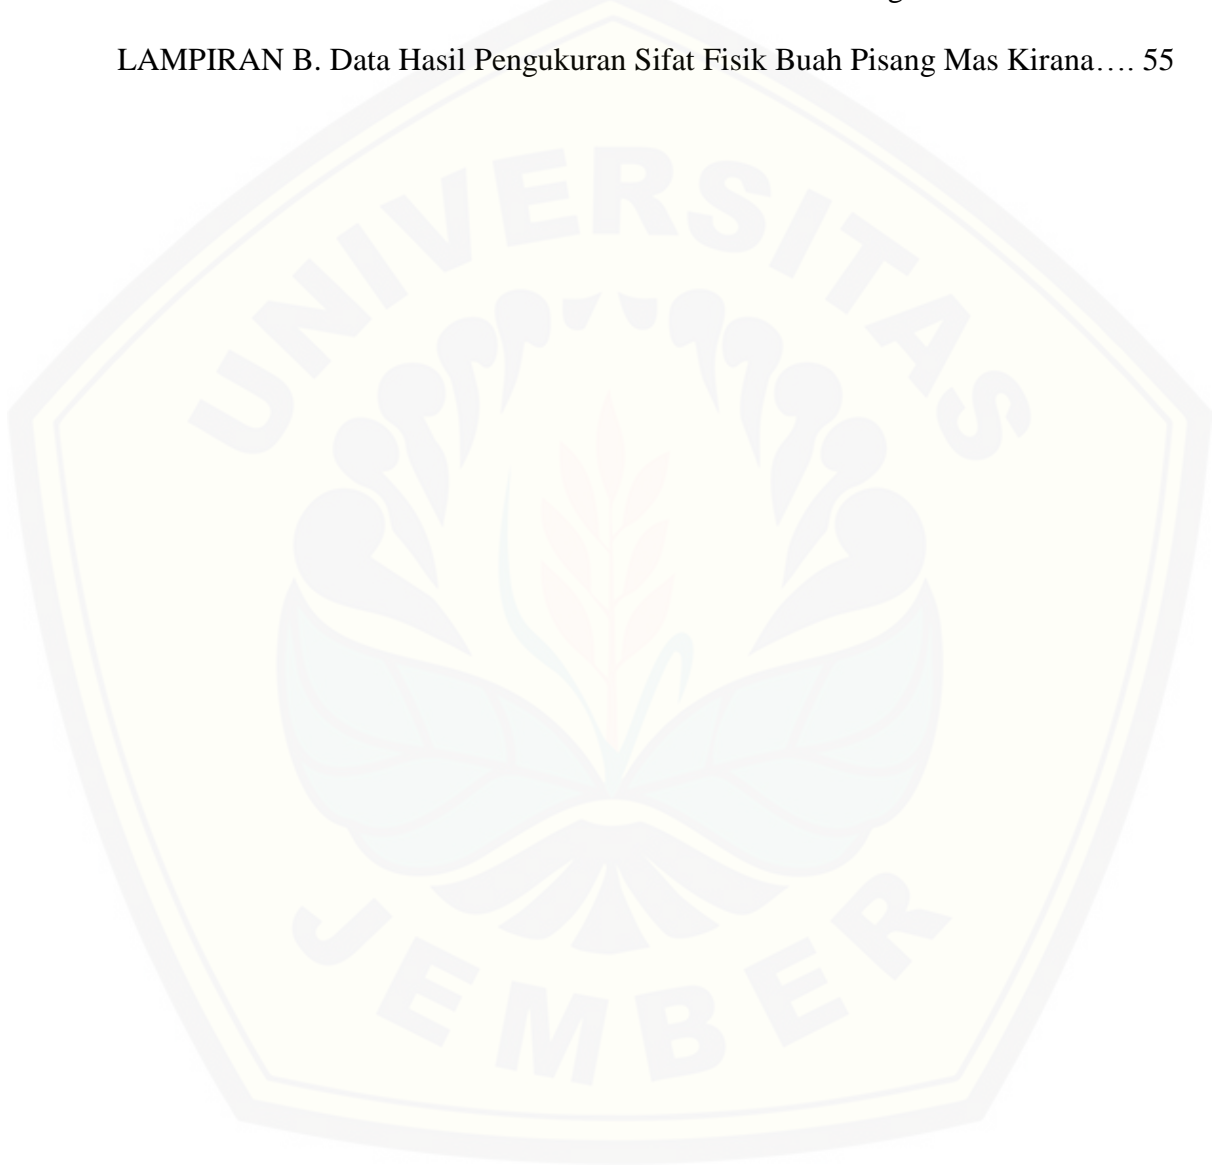 LAMPIRAN B. Data Hasil Pengukuran Sifat Fisik Buah Pisang Mas Kirana…. 55
UNIVERSITAS
JEMBER